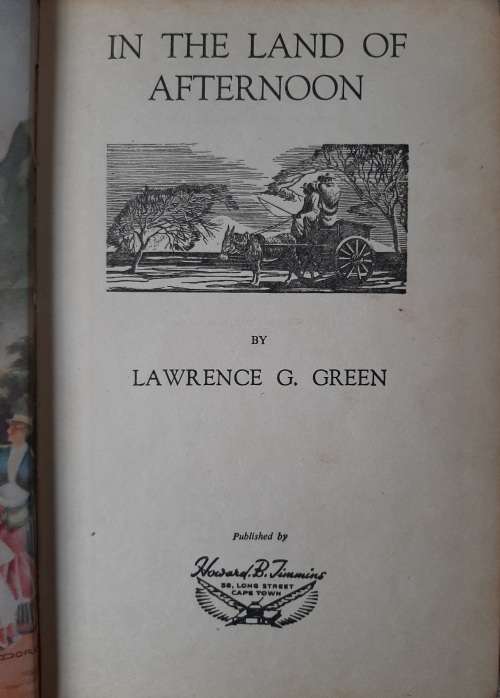 IN THE LAND OF
AFTERNOON
BY
LAWRENCE G. GREEN
Published by
Howard. B. Timmins
58, LONG STREET
CAPE TOWN